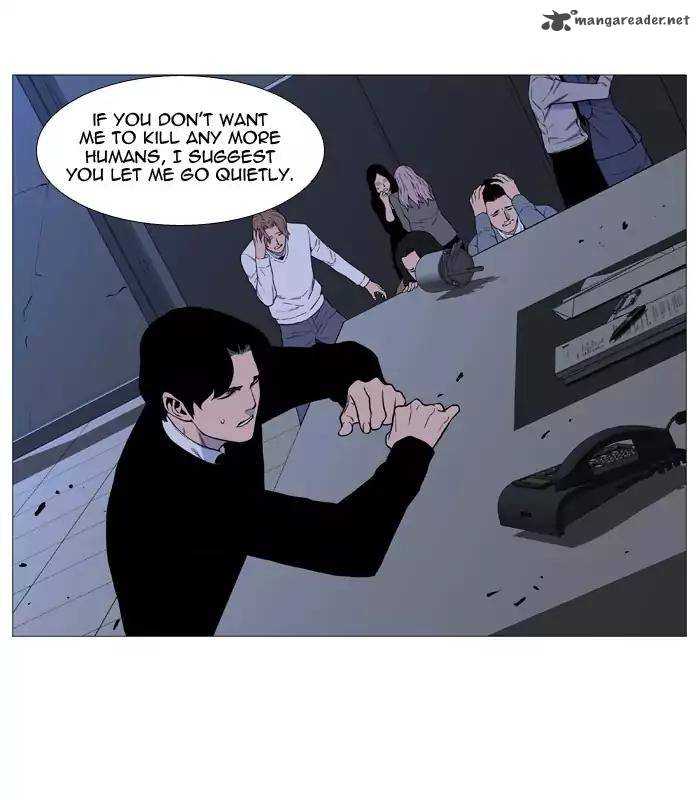 mangareader.net
IF YOU DON'T WANT
ME TO KILL ANY MORE
HUMANS, I SUGGEST
YOU LET ME GO QUIETLY.